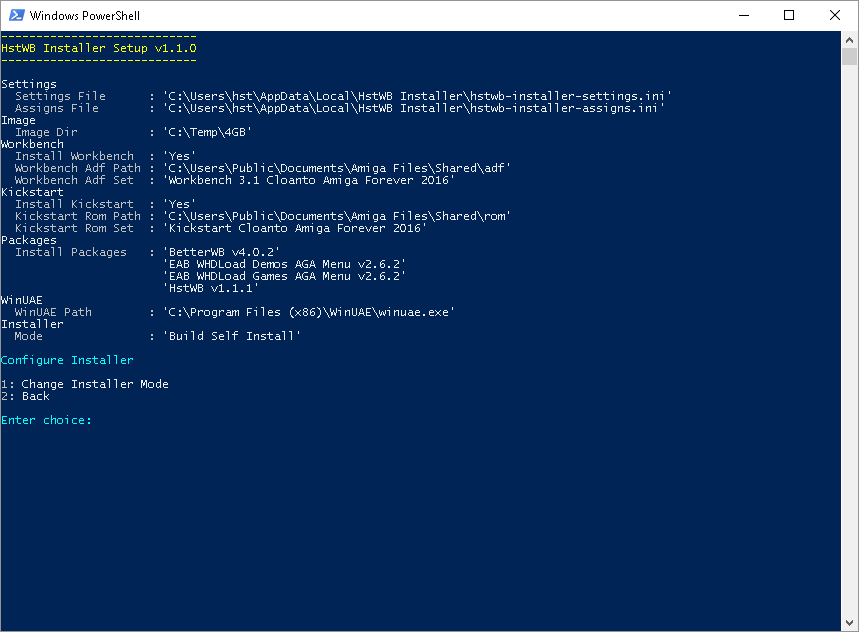 Windows PowerShell
---------------------------
HstWB Installer Setup v1.1.0
---------------------------
Settings
Settings File : 'C:\Users\hst\AppData\Local\HstWB Installer\hstwb-installer-settings.ini'
Assigns File : 'C:\Users\hst\AppData\Local\HstWB Installer\hstwb-installer-assigns.ini'
Image
Image Dir : 'C:\Temp\4GB'
Workbench
Install Workbench : 'Yes'
Workbench Adf Path : 'C:\Users\Public\Documents\Amiga Files\Shared\adf'
Workbench Adf Set : 'Workbench 3.1 Cloanto Amiga Forever 2016'
Kickstart
Install Kickstart : 'Yes'
Kickstart Rom Path : 'C:\Users\Public\Documents\Amiga Files\Shared\rom'
Kickstart Rom Set : 'Kickstart Cloanto Amiga Forever 2016'
Packages
Install Packages : 'BetterWB v4.0.2'
'EAB WHDLoad Demos AGA Menu v2.6.2'
'EAB WHDLoad Games AGA Menu v2.6.2'
'HstWB v1.1.1'
WinUAE
WinUAE Path : 'C:\Program Files (x86)\WinUAE\winuae.exe'
Installer
Mode : 'Build Self Install'
Configure Installer
1: Change Installer Mode
2: Back
Enter choice: